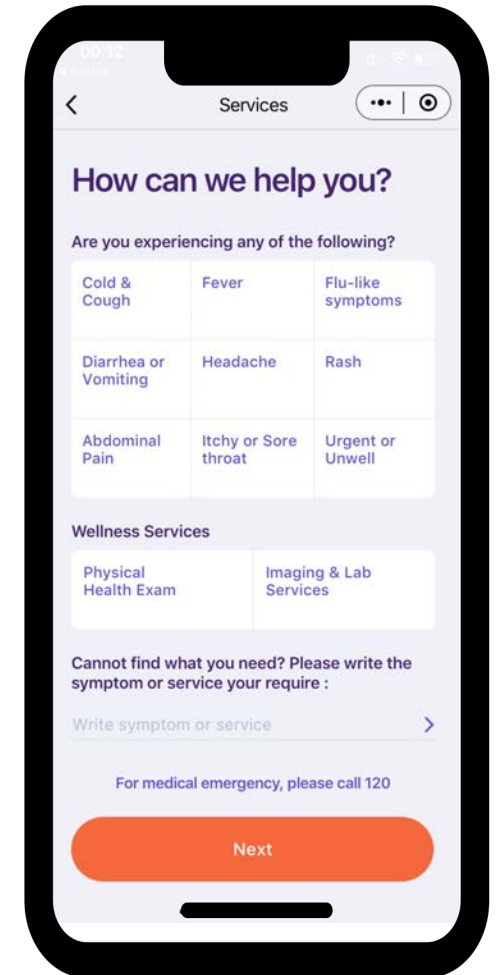 00:12
Services
How can we help you?
Are you experiencing any of the following?
Cold &
Cough
Fever
Flu-like
symptoms
Diarrhea or
Vomiting
Headache
Rash
Abdominal
Pain
Itchy or Sore
throat
Urgent or
Unwell
Wellness Services
Physical
Health Exam
Imaging & Lab
Services
Cannot find what you need? Please write the
symptom or service your require :
Write symptom or service
For medical emergency, please call 120
Next